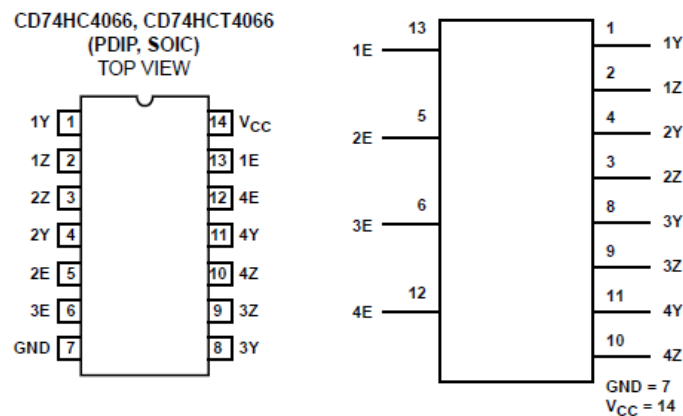 CD74HC4066, CD74HCT4066
(PDIP, SOIC)
TOP VIEW
1Y 1 14 VCC
1Z 2 13 1E
2Z 3 12 4E
2Y 4 11 4Y
2E 5 10 4Z
3E 6 9 3Z
GND 7 8 3Y
13
1E
5
2E
6
3E
12
4E
1
1Y
2
1Z
4
2Y
3
2Z
8
3Y
9
3Z
11
4Y
10
4Z
GND = 7
VCC = 14